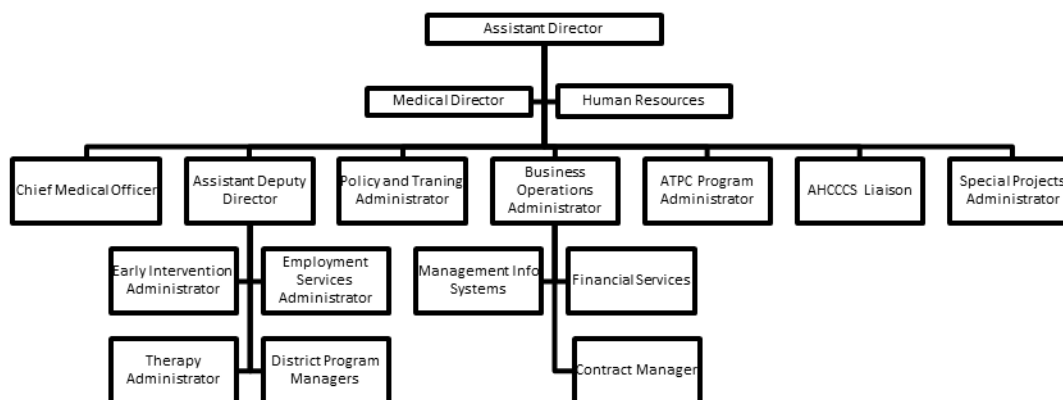 Assistant Director
Medical Director
Human Resources
Chief Medical Officer
Assistant Deputy
Director
Policy and Traning
Administrator
Business
Operations
Administrator
ATPC Program
Administrator
AHCCCS Liaison
Special Projects
Administrator
Early Intervention
Administrator
Employment
Services
Administrator
Management Info
Systems
Financial Services
Therapy
Administrator
District Program
Managers
Contract Manager